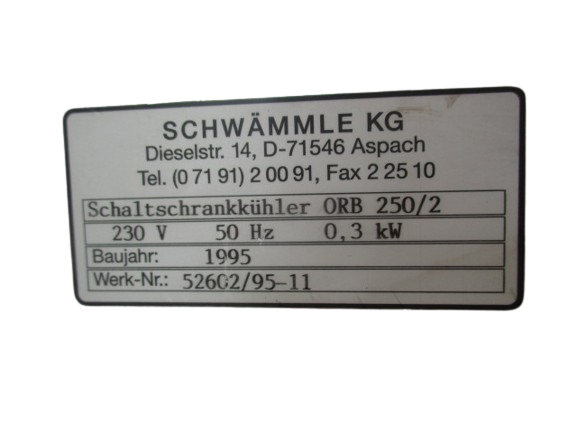 SCHWÄMMLE KG
Dieselstr. 14, D-71546 Aspach
Tel. (0 71 91) 2 00 91, Fax 2 25 10
Schaltschrankkühler ORB 250/2
230 V 50 Hz 0,3 kW
Baujahr: 1995
Werk-Nr.: 52602/95-11